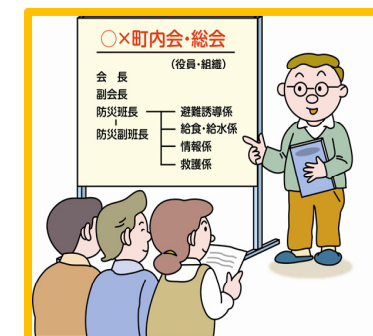 ○×町内会・総会
(役員・組織)
会 長
副会長
防災班長 避難誘導係
給食・給水係
防災副班長
情報係
救護係